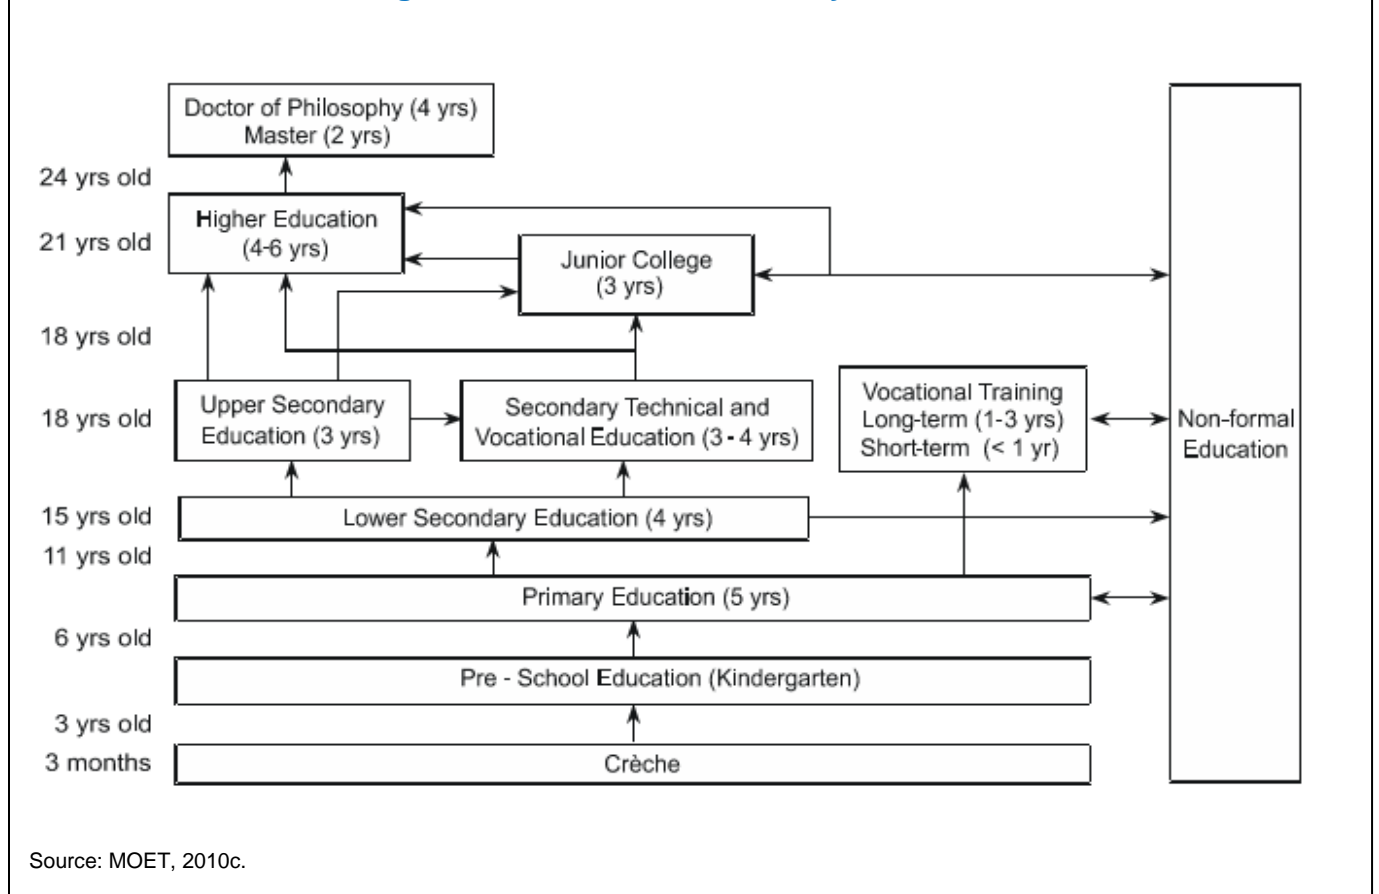 Doctor of Philosophy (4 yrs)
Master (2 yrs)
24 yrs old
Higher Education
(4-6 yrs)
21 yrs old
Junior College
(3 yrs)
18 yrs old
Upper Secondary
Education (3 yrs)
18 yrs old
Secondary Technical and
Vocational Education (3 - 4 yrs)
Vocational Training
Long-term (1-3 yrs)
Short-term (< 1 yr)
Non-formal
Education
15 yrs old
Lower Secondary Education (4 yrs)
11 yrs old
Primary Education (5 yrs)
6 yrs old
Pre - School Education (Kindergarten)
3 yrs old
3 months
Crèche
Source: MOET, 2010c.